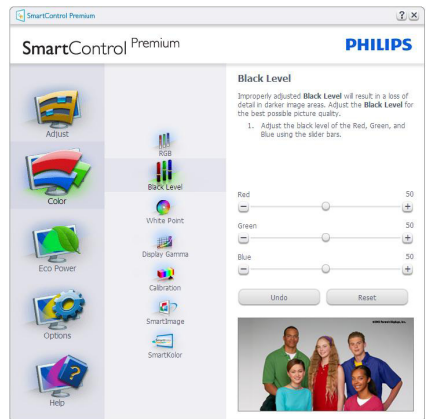 SmartControl Premium
SmartControl Premium
PHILIPS
Adjust
Color
Eco Power
Options
Help
RGB
Black Level
White Point
Display Gamma
Calibration
SmartImage
SmartKolor
Black Level
Improperly adjusted Black Level will result in a loss of
detail in darker image areas. Adjust the Black Level for
the best possible picture quality.
1. Adjust the black level of the Red, Green, and
Blue using the slider bars.
Red 50
Green 50
Blue 50
Undo Reset